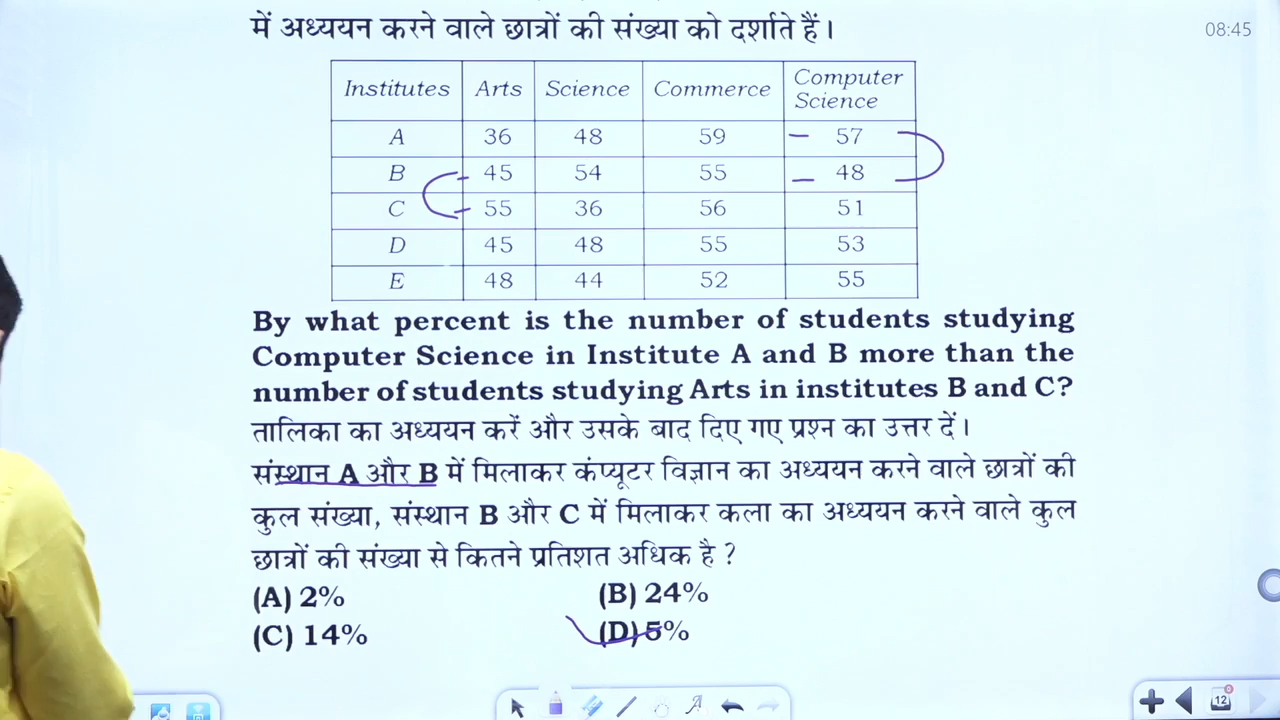 में अध्ययन करने वाले छात्रों की संख्या को दर्शाते हैं।
08:45
Institutes Arts Science Commerce Computer Science
A 36 48 59 57
B 45 54 55 48
C 55 36 56 51
D 45 48 55 53
E 48 44 52 55
By what percent is the number of students studying
Computer Science in Institute A and B more than the
number of students studying Arts in institutes B and C?
तालिका का अध्ययन करें और उसके बाद दिए गए प्रश्न का उत्तर दें।
संस्थान A और B में मिलाकर कंप्यूटर विज्ञान का अध्ययन करने वाले छात्रों की
कुल संख्या, संस्थान B और C में मिलाकर कला का अध्ययन करने वाले कुल
छात्रों की संख्या से कितने प्रतिशत अधिक है ?
(A) 2% (B) 24%
(C) 14% (D) 5%
12